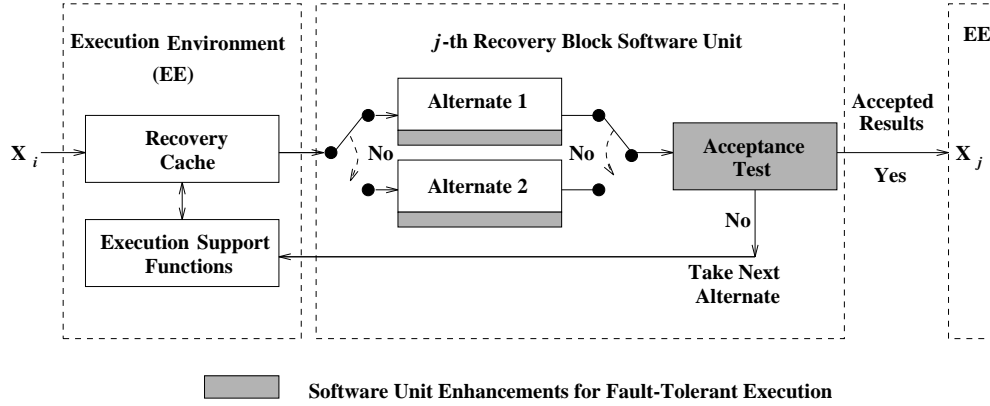 Execution Environment
(EE)
j-th Recovery Block Software Unit
EE
X i
Recovery
Cache
Execution Support
Functions
No
Alternate 1
Alternate 2
No
Acceptance
Test
Accepted
Results
Yes
X j
No
Take Next
Alternate
Software Unit Enhancements for Fault-Tolerant Execution